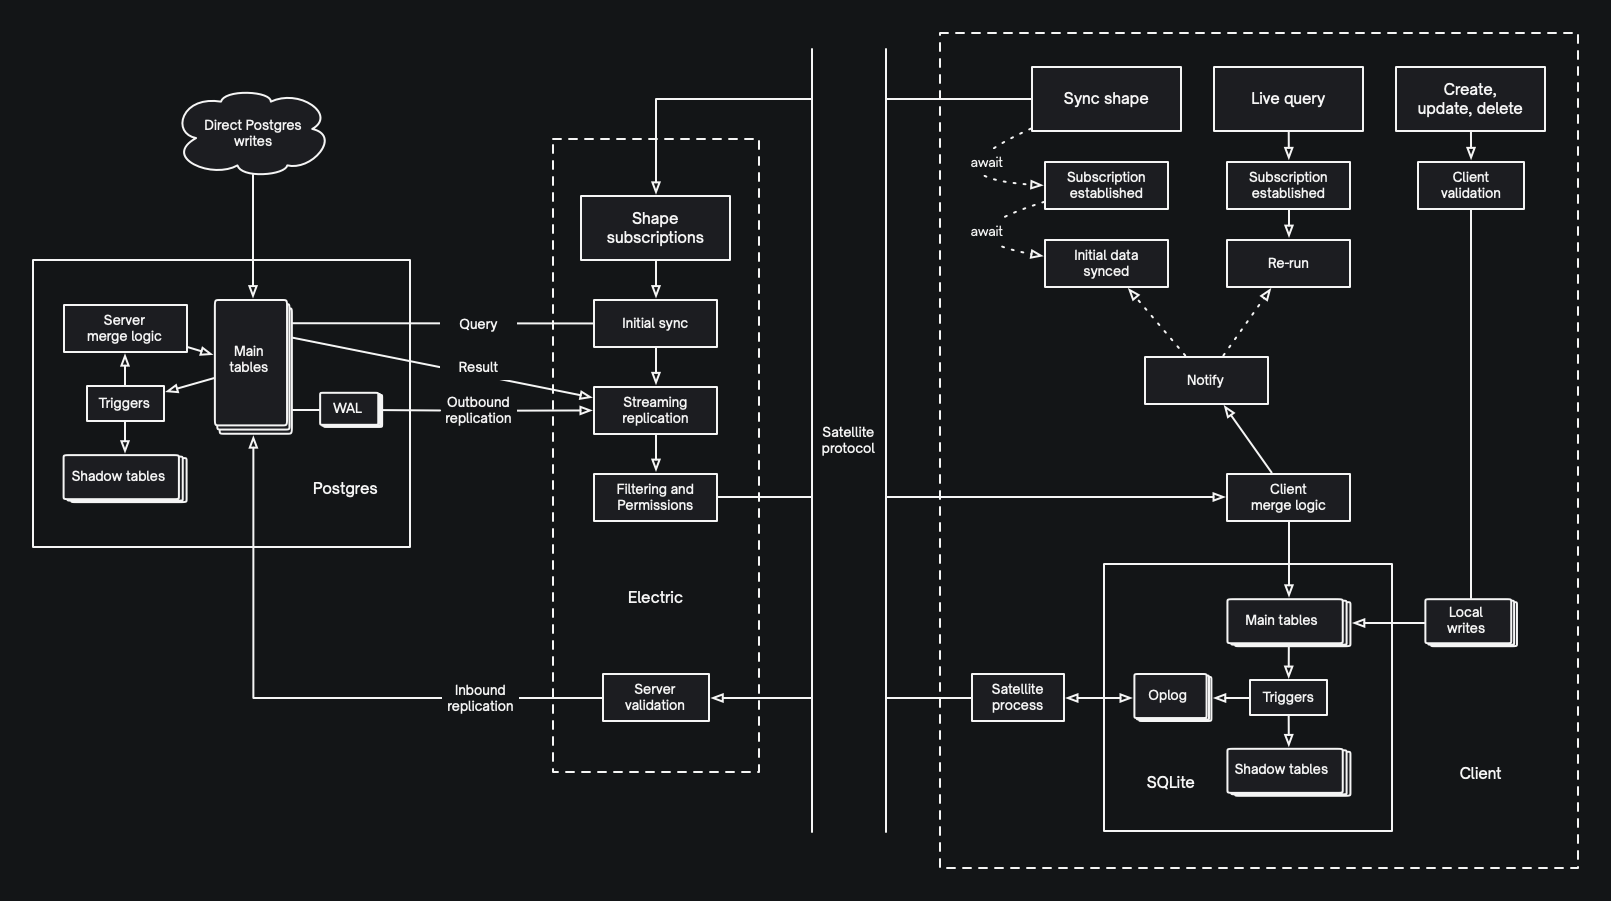 Direct Postgres
writes
Server
merge logic
Main
tables
Triggers
WAL
Shadow tables
Postgres
Query
Result
Outbound
replication
Inbound
replication
Shape
subscriptions
Initial sync
Streaming
replication
Filtering and
Permissions
Electric
Server
validation
Satellite
protocol
Sync shape
Live query
Create,
update, delete
await
Subscription
established
Subscription
established
Client
validation
await
Initial data
synced
Re-run
Notify
Client
merge logic
Main tables
Local
writes
Satellite
process
Oplog
Triggers
Shadow tables
SQLite
Client